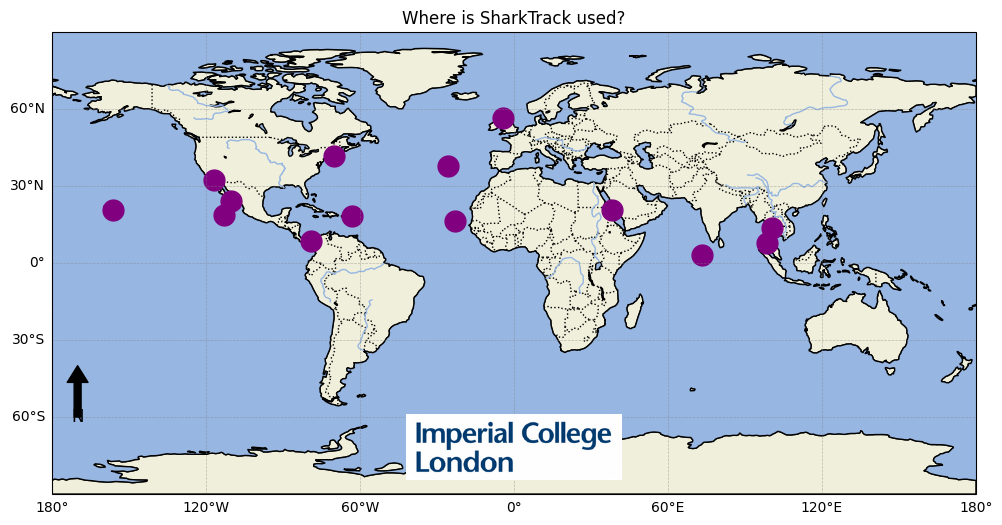 Where is SharkTrack used?
60°N
30°N
0°
30°S
60°S
N
Imperial College
London
180° 120°W 60°W 0° 60°E 120°E 180°